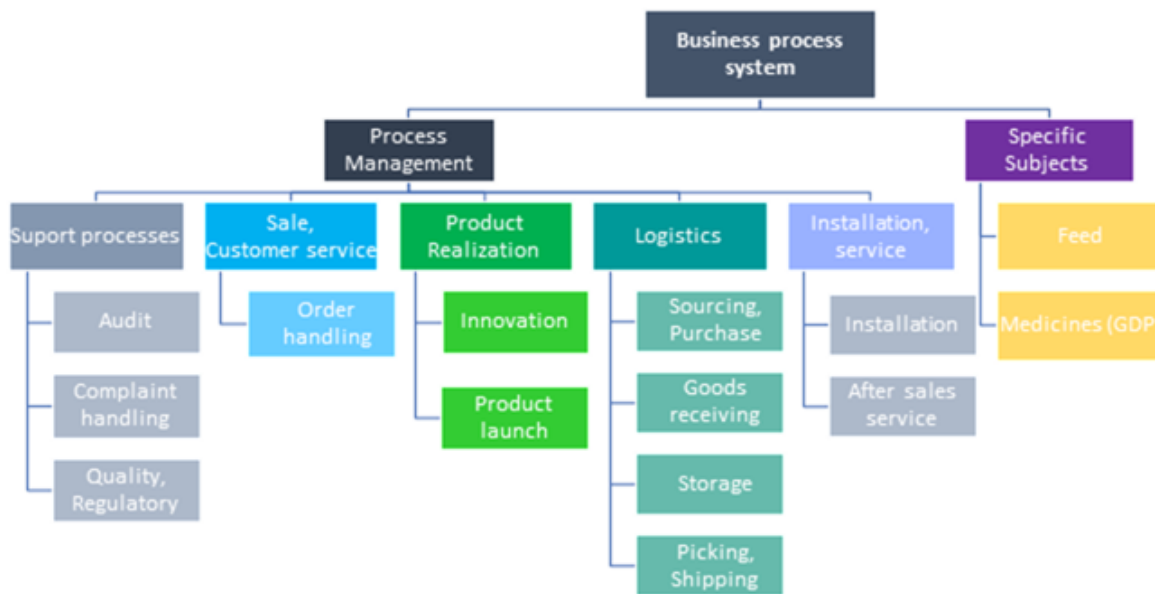 Business process
system
Process
Management
Specific
Subjects
Suport processes
Sale,
Customer service
Product
Realization
Logistics
Installation,
service
Feed
Audit
Order
handling
Innovation
Sourcing,
Purchase
Installation
Medicines (GDP
Complaint
handling
Product
launch
Goods
receiving
After sales
service
Quality,
Regulatory
Storage
Picking,
Shipping